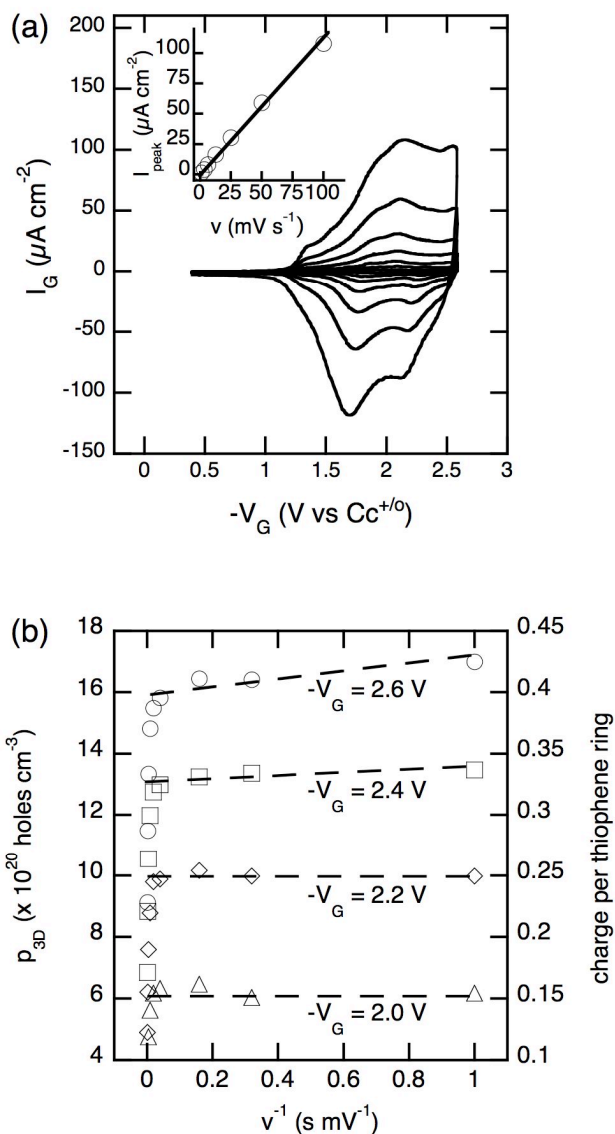 (a)
200
150
100
50
0
-50
-100
-150
I_G (µA cm⁻²)
100
75
50
25
0
I_peak (µA cm⁻²)
0 25 50 75 100
v (mV s⁻¹)
0 0.5 1 1.5 2 2.5 3
-V_G (V vs Cc⁺/⁰)
(b)
18
16
14
12
10
8
6
4
p_3D (x 10²⁰ holes cm⁻³)
-V_G = 2.6 V
-V_G = 2.4 V
-V_G = 2.2 V
-V_G = 2.0 V
0.45
0.4
0.35
0.3
0.25
0.2
0.15
0.1
charge per thiophene ring
0 0.2 0.4 0.6 0.8 1
v⁻¹ (s mV⁻¹)